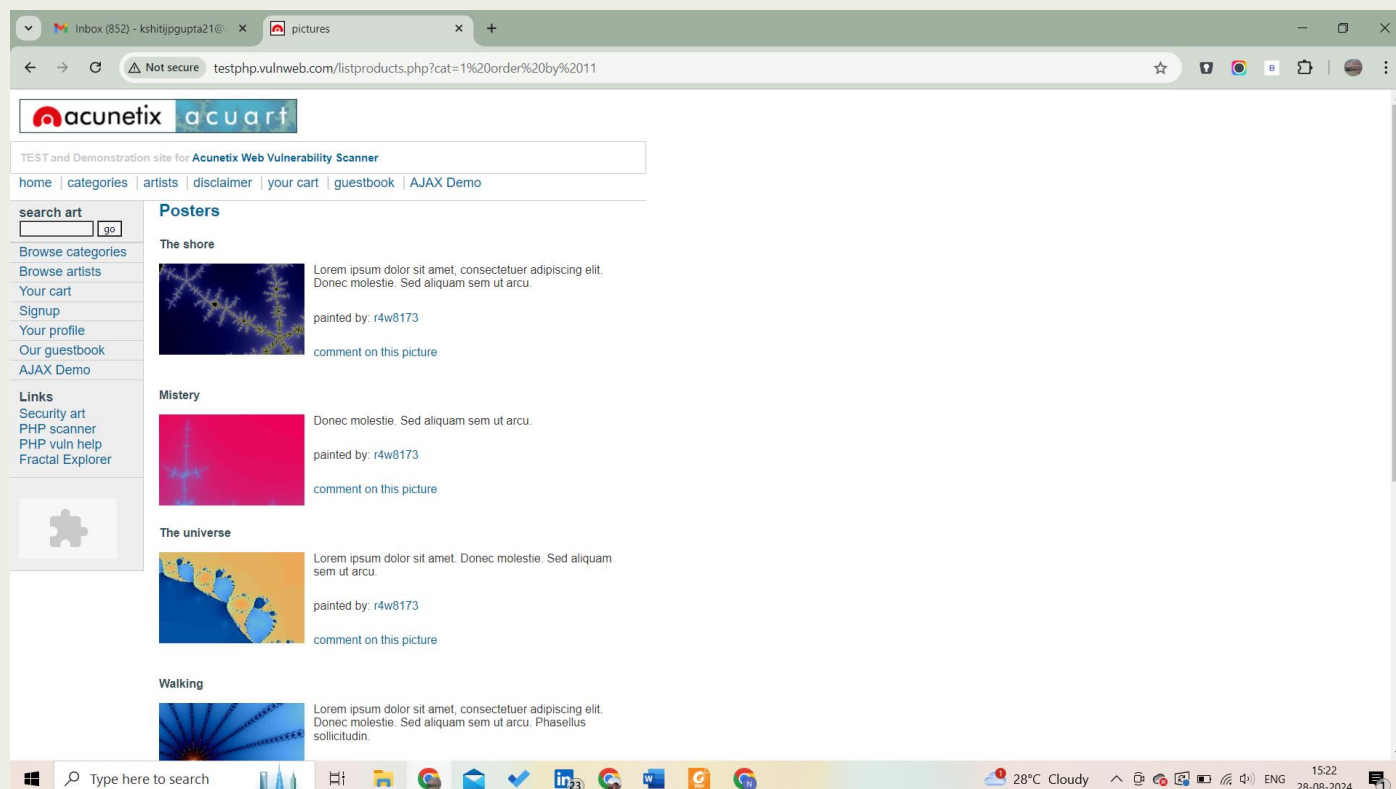 Inbox (852) - kshitijpgupta21@
pictures
Not secure testphp.vulnweb.com/listproducts.php?cat=1%20order%20by%2011
acunetix acuart
TEST and Demonstration site for Acunetix Web Vulnerability Scanner
home | categories | artists | disclaimer | your cart | guestbook | AJAX Demo
search art
go
Browse categories
Browse artists
Your cart
Signup
Your profile
Our guestbook
AJAX Demo
Links
Security art
PHP scanner
PHP vuln help
Fractal Explorer
Posters
The shore
Lorem ipsum dolor sit amet, consectetuer adipiscing elit.
Donec molestie. Sed aliquam sem ut arcu.
painted by: r4w8173
comment on this picture
Mistery
Donec molestie. Sed aliquam sem ut arcu.
painted by: r4w8173
comment on this picture
The universe
Lorem ipsum dolor sit amet. Donec molestie. Sed aliquam
sem ut arcu.
painted by: r4w8173
comment on this picture
Walking
Lorem ipsum dolor sit amet, consectetuer adipiscing elit.
Donec molestie. Sed aliquam sem ut arcu. Phasellus
sollicitudin.
Type here to search
28°C Cloudy
ENG
15:22
28-08-2024